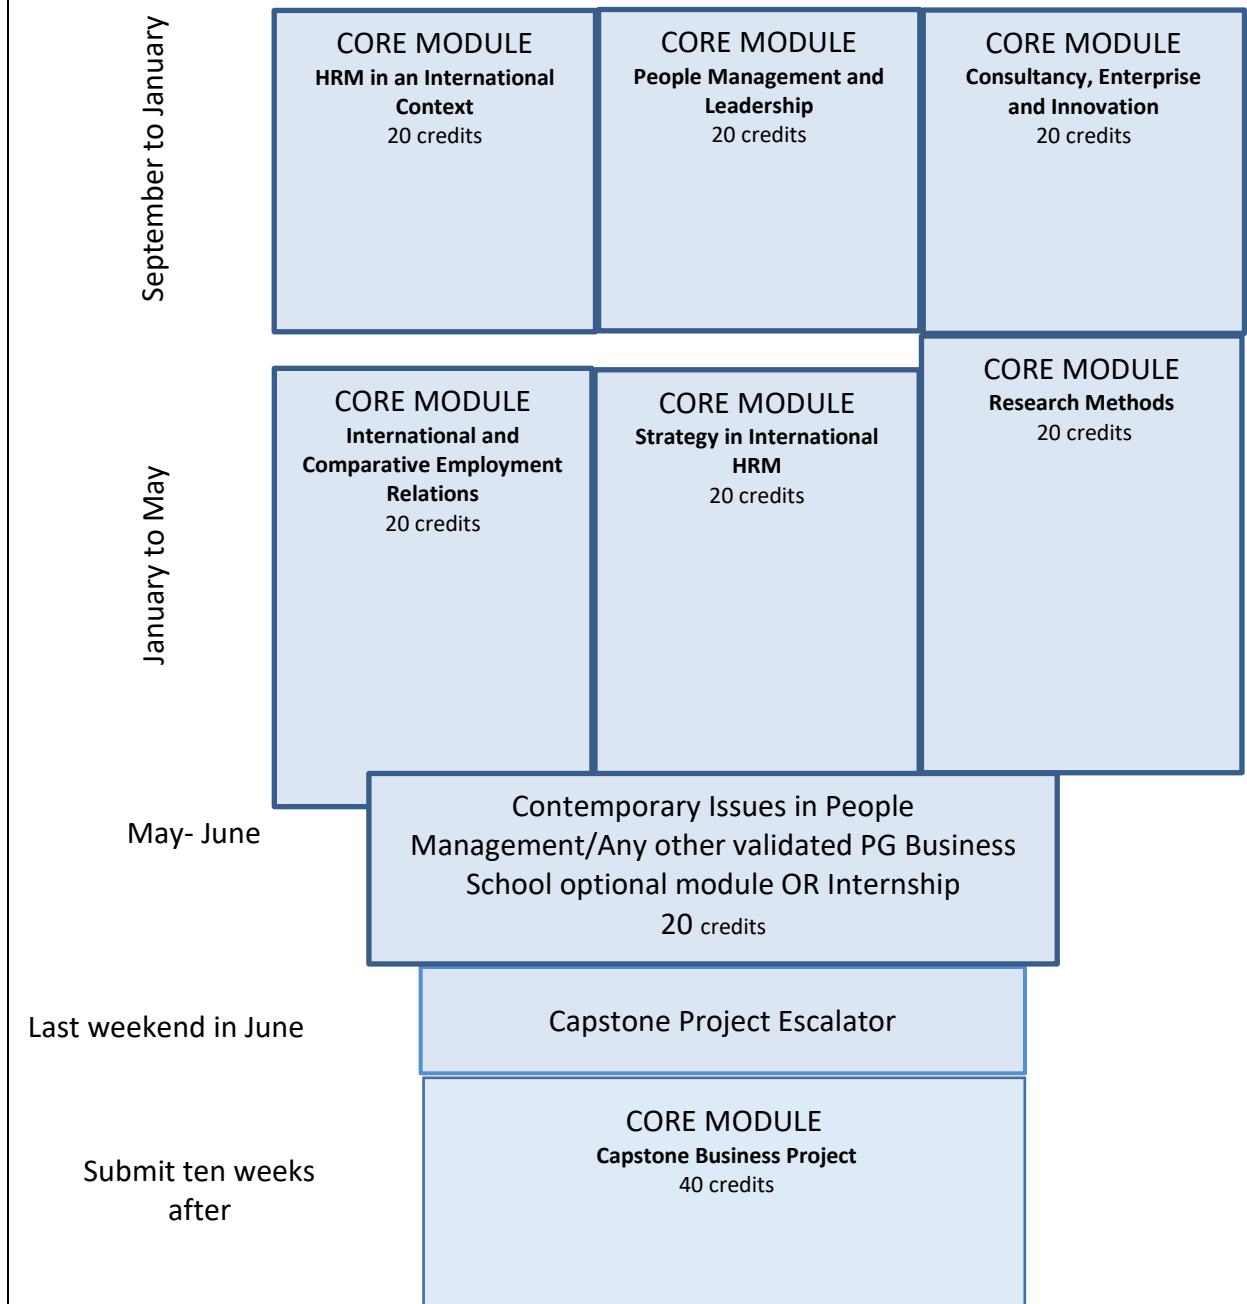 September to January
CORE MODULE
HRM in an International
Context
20 credits
CORE MODULE
People Management and
Leadership
20 credits
CORE MODULE
Consultancy, Enterprise
and Innovation
20 credits
January to May
CORE MODULE
International and
Comparative Employment
Relations
20 credits
CORE MODULE
Strategy in International
HRM
20 credits
CORE MODULE
Research Methods
20 credits
May- June
Contemporary Issues in People
Management/Any other validated PG Business
School optional module OR Internship
20 credits
Last weekend in June
Capstone Project Escalator
Submit ten weeks
after
CORE MODULE
Capstone Business Project
40 credits